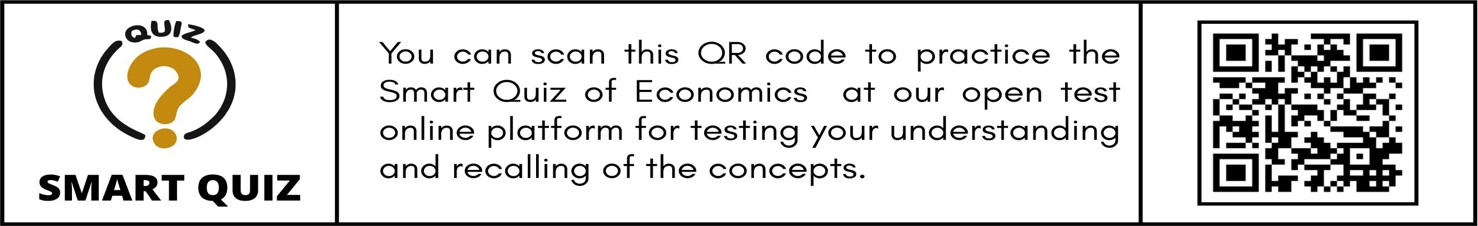 QUIZ
?
SMART QUIZ
You can scan this QR code to practice the
Smart Quiz of Economics at our open test
online platform for testing your understanding
and recalling of the concepts.